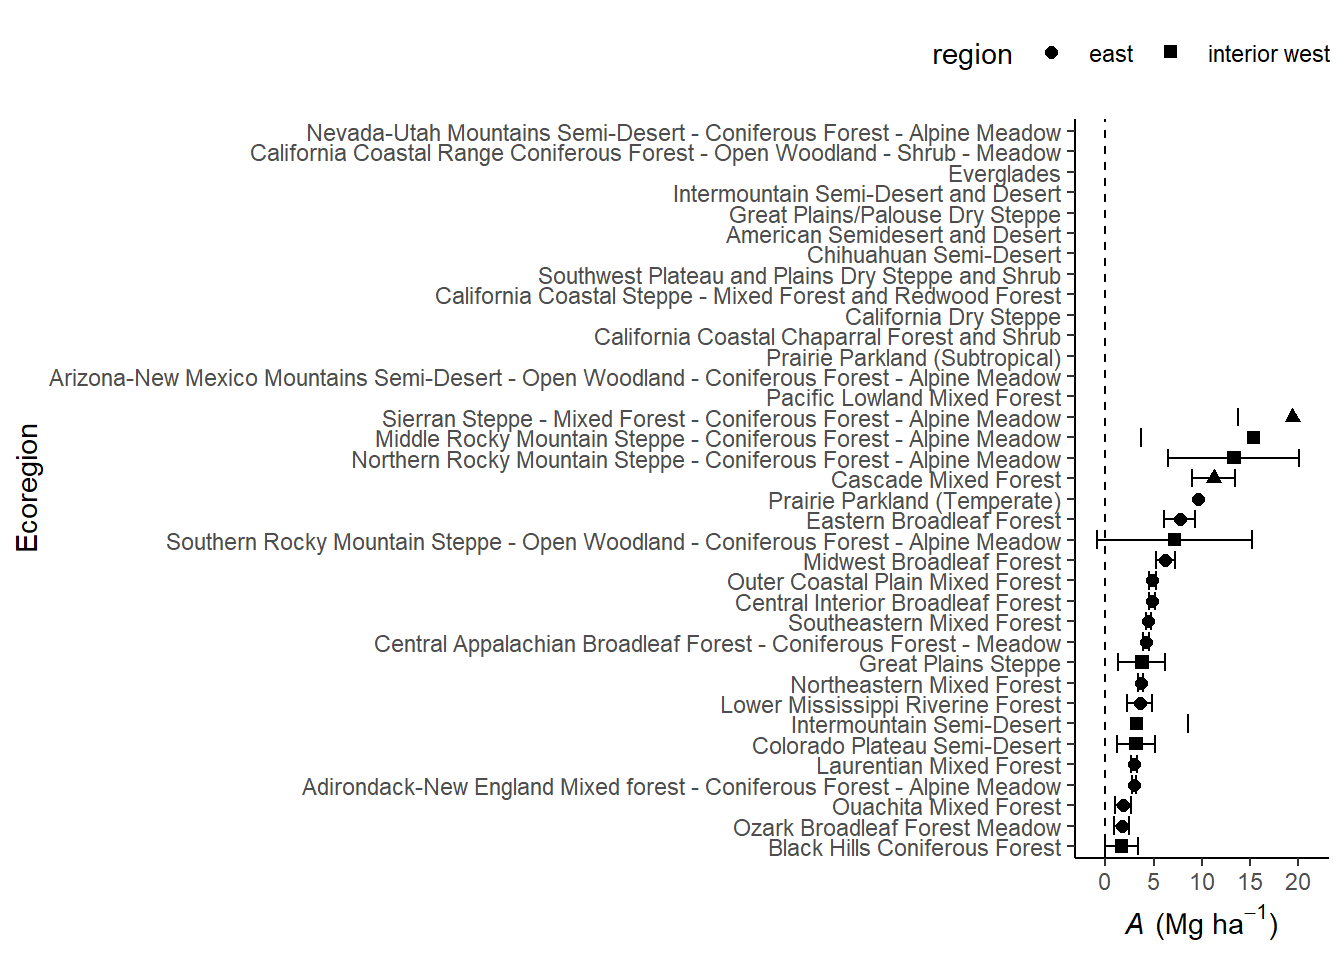 region east interior west
Nevada-Utah Mountains Semi-Desert - Coniferous Forest - Alpine Meadow
California Coastal Range Coniferous Forest - Open Woodland - Shrub - Meadow
Everglades
Intermountain Semi-Desert and Desert
Great Plains/Palouse Dry Steppe
American Semidesert and Desert
Chihuahuan Semi-Desert
Southwest Plateau and Plains Dry Steppe and Shrub
California Coastal Steppe - Mixed Forest and Redwood Forest
California Dry Steppe
California Coastal Chaparral Forest and Shrub
Prairie Parkland (Subtropical)
Arizona-New Mexico Mountains Semi-Desert - Open Woodland - Coniferous Forest - Alpine Meadow
Pacific Lowland Mixed Forest
Sierran Steppe - Mixed Forest - Coniferous Forest - Alpine Meadow
Middle Rocky Mountain Steppe - Coniferous Forest - Alpine Meadow
Northern Rocky Mountain Steppe - Coniferous Forest - Alpine Meadow
Cascade Mixed Forest
Prairie Parkland (Temperate)
Eastern Broadleaf Forest
Southern Rocky Mountain Steppe - Open Woodland - Coniferous Forest - Alpine Meadow
Midwest Broadleaf Forest
Outer Coastal Plain Mixed Forest
Central Interior Broadleaf Forest
Southeastern Mixed Forest
Central Appalachian Broadleaf Forest - Coniferous Forest - Meadow
Great Plains Steppe
Northeastern Mixed Forest
Lower Mississippi Riverine Forest
Intermountain Semi-Desert
Colorado Plateau Semi-Desert
Laurentian Mixed Forest
Adirondack-New England Mixed forest - Coniferous Forest - Alpine Meadow
Ouachita Mixed Forest
Ozark Broadleaf Forest Meadow
Black Hills Coniferous Forest
Ecoregion
0 5 10 15 20
A (Mg ha⁻¹)